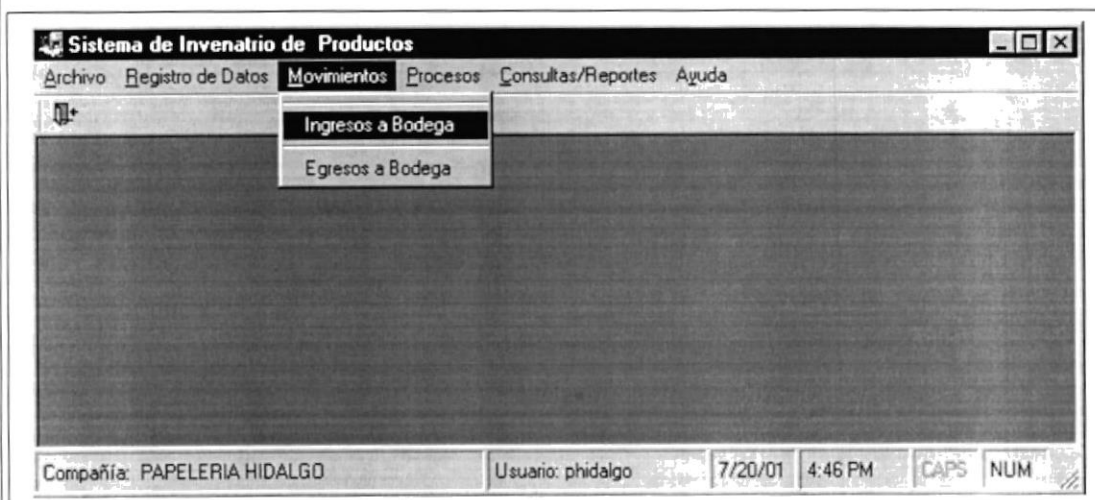 Sistema de Invenatrio de Productos
Archivo Registro de Datos Movimientos Procesos Consultas/Reportes Ayuda
Ingresos a Bodega
Egresos a Bodega
Compañía: PAPELERIA HIDALGO Usuario: phidalgo 7/20/01 4:46 PM CAPS NUM